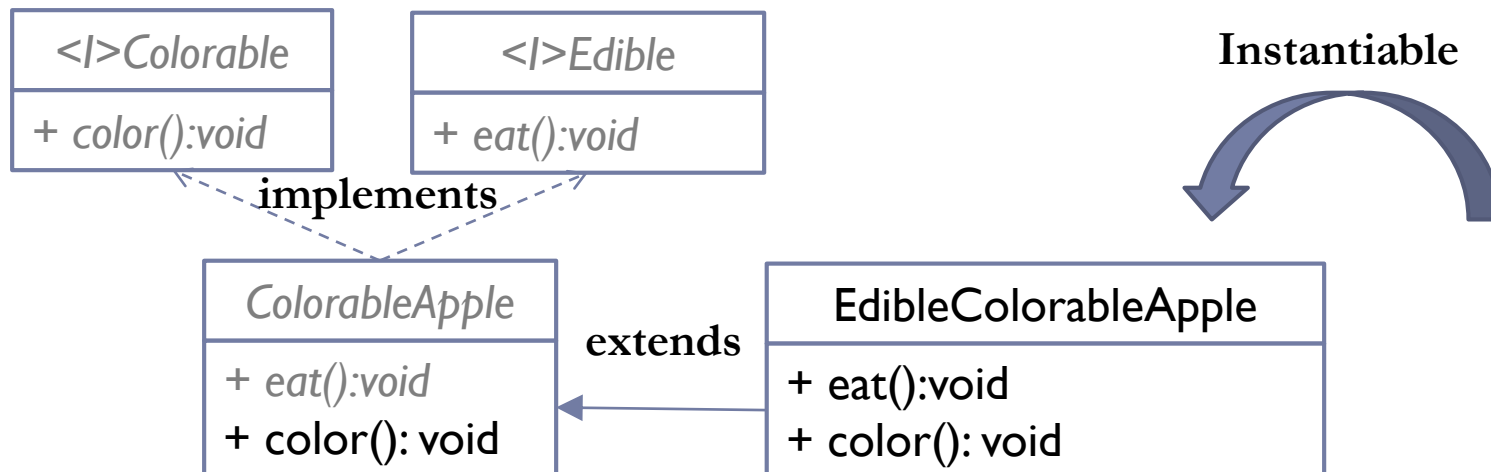 <I>Colorable
+ color():void
<I>Edible
+ eat():void
Instantiable
implements
ColorableApple
+ eat():void
+ color(): void
extends
EdibleColorableApple
+ eat():void
+ color(): void